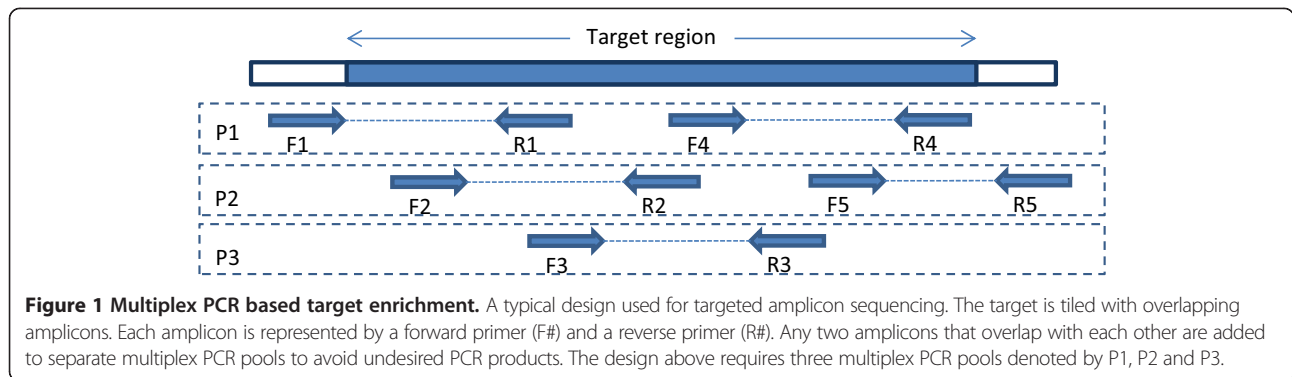 Target region
P1
F1
R1
F4
R4
P2
F2
R2
F5
R5
P3
F3
R3
Figure 1 Multiplex PCR based target enrichment. A typical design used for targeted amplicon sequencing. The target is tiled with overlapping
amplicons. Each amplicon is represented by a forward primer (F#) and a reverse primer (R#). Any two amplicons that overlap with each other are added
to separate multiplex PCR pools to avoid undesired PCR products. The design above requires three multiplex PCR pools denoted by P1, P2 and P3.